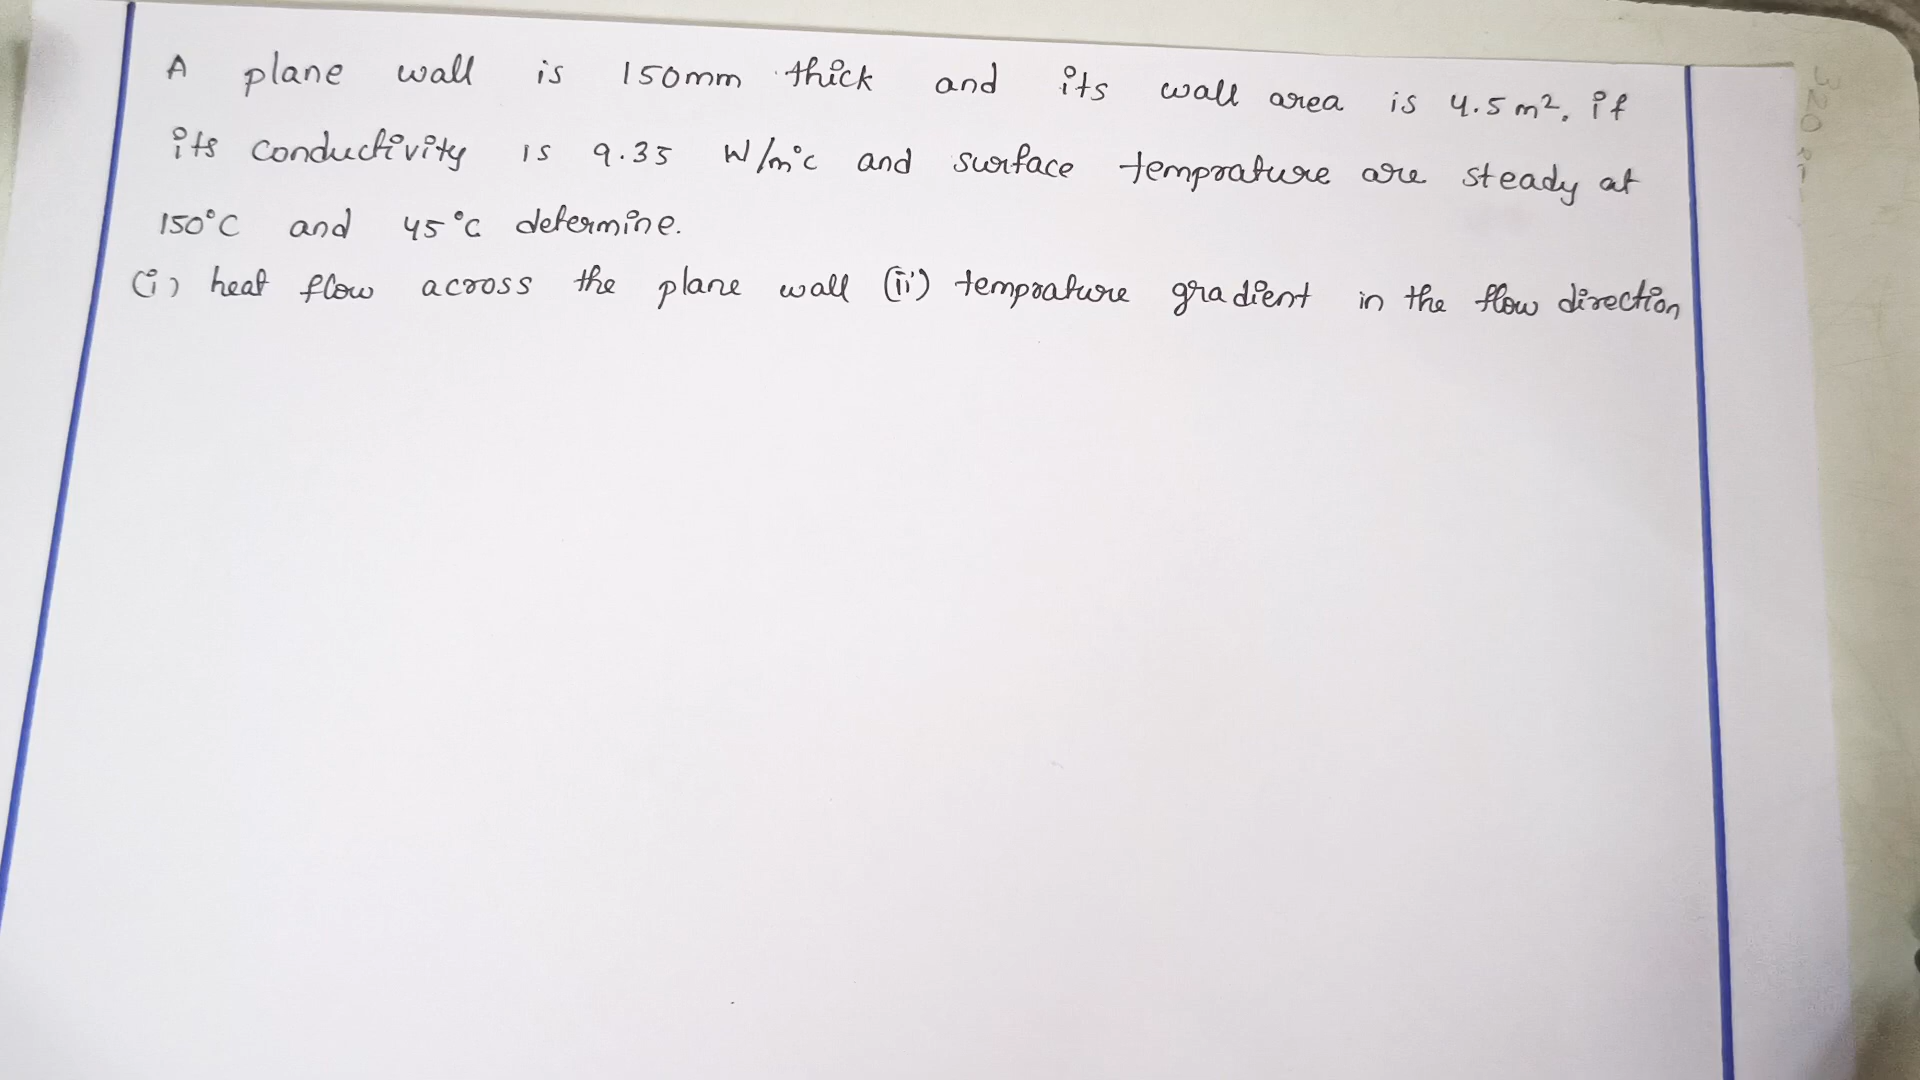 A plane wall is 150mm thick and its wall area is 4.5 m², if
its conductivity is 9.35 W/m°c and surface temprature are steady at
150°C and 45°C determine.
(i) heat flow across the plane wall (ii) temprature gradient in the flow direction